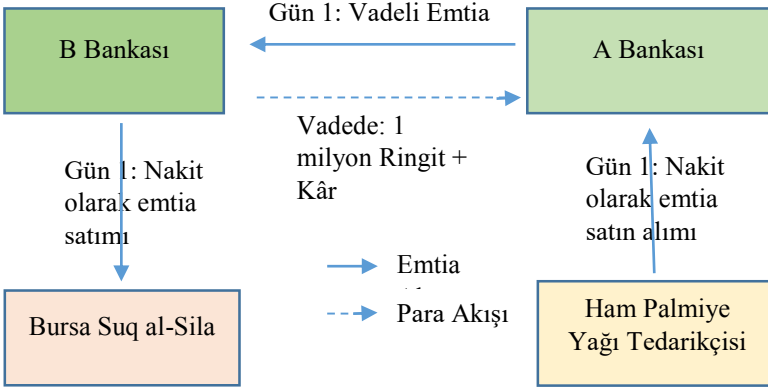 Gün 1: Vadeli Emtia
B Bankası
A Bankası
Vadede: 1
milyon Ringit +
Kâr
Gün 1: Nakit
olarak emtia
satımı
Gün 1: Nakit
olarak emtia
satın alımı
Emtia
Para Akışı
Bursa Suq al-Sila
Ham Palmiye
Yağı Tedarikçisi